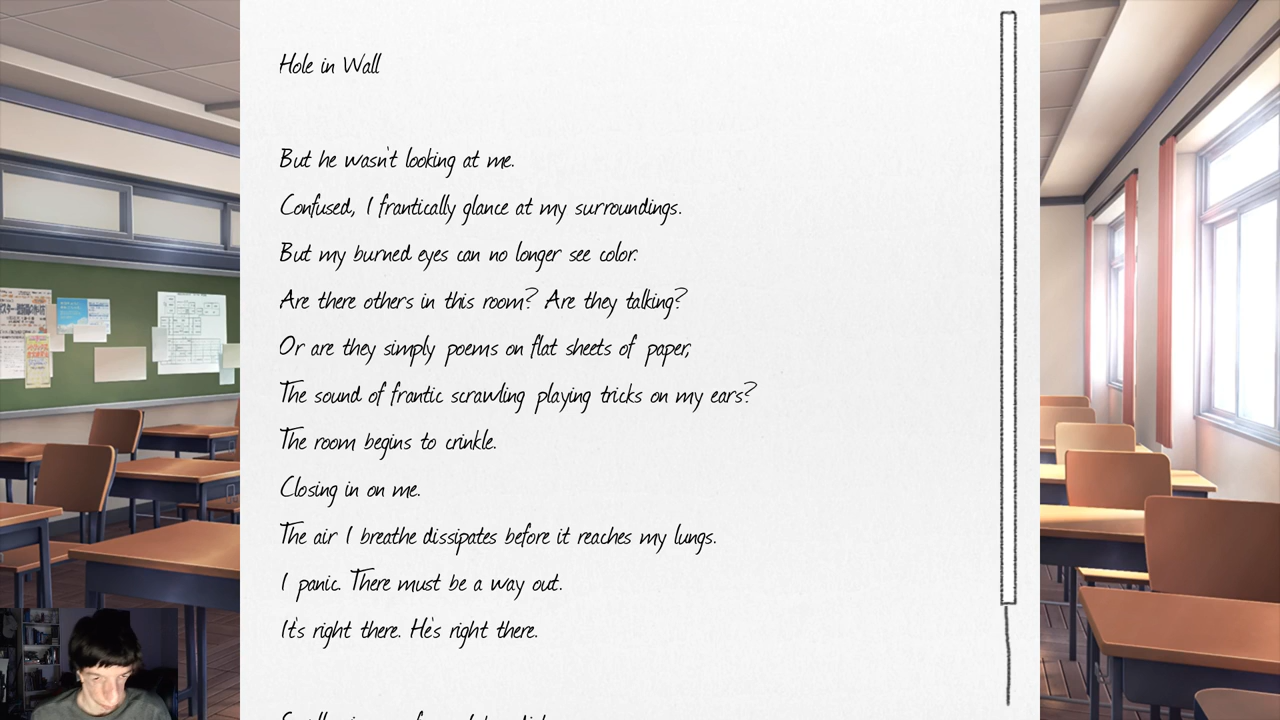 Hole in Wall
But he wasn't looking at me.
Confused, I frantically glance at my surroundings.
But my burned eyes can no longer see color.
Are there others in this room? Are they talking?
Or are they simply poems on flat sheets of paper,
The sound of frantic scrawling playing tricks on my ears?
The room begins to crinkle.
Closing in on me.
The air I breathe dissipates before it reaches my lungs.
I panic. There must be a way out.
It's right there. He's right there.